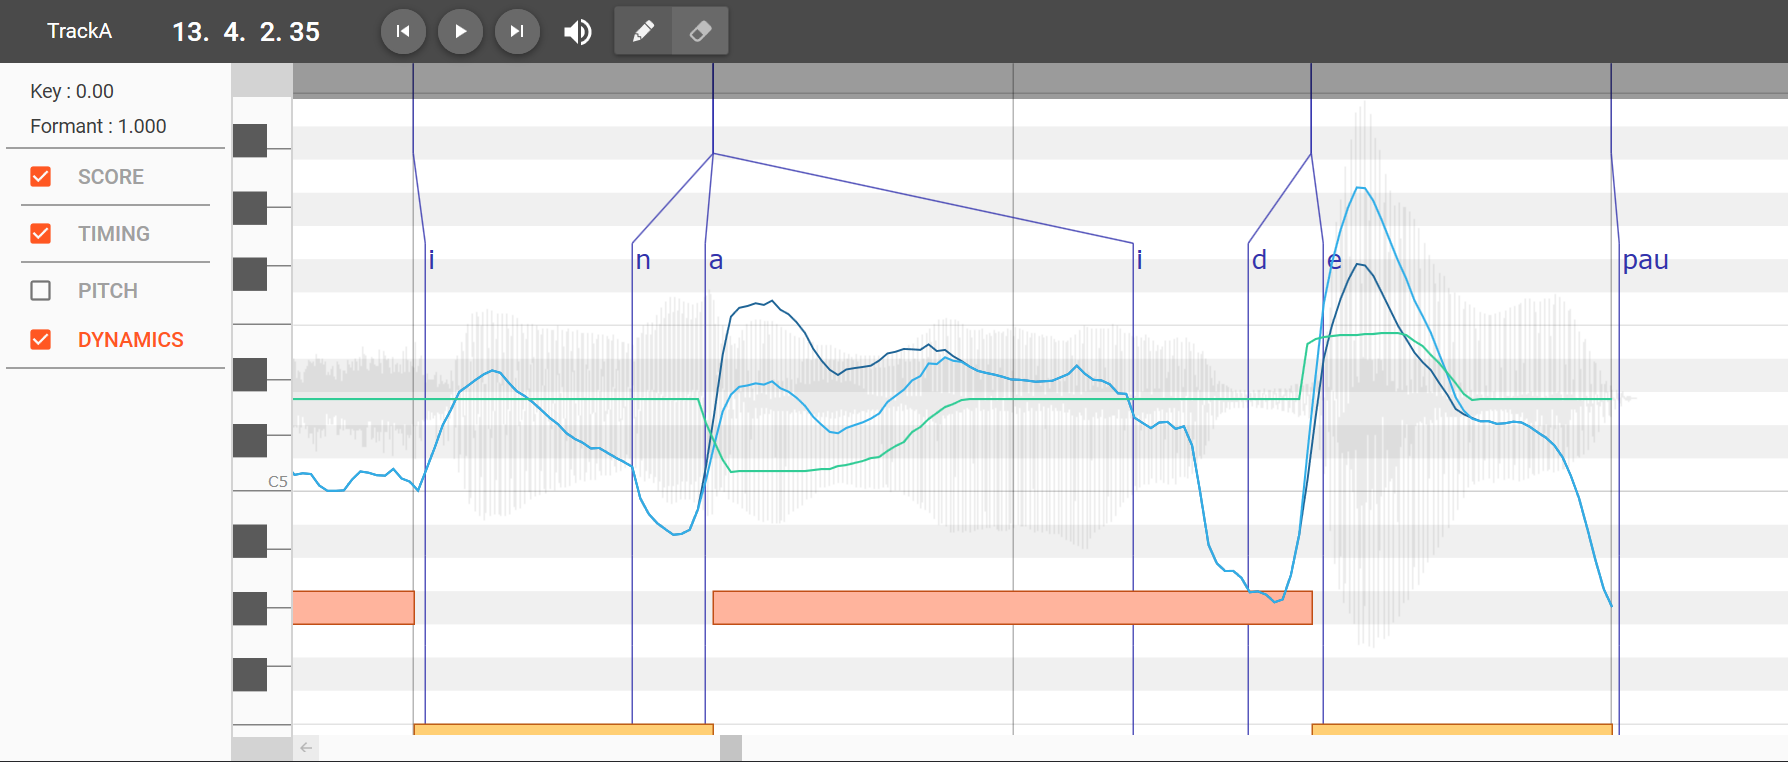 TrackA 13. 4. 2. 35
Key : 0.00
Formant : 1.000
SCORE
TIMING
PITCH
DYNAMICS
i n a i d e pau
C5